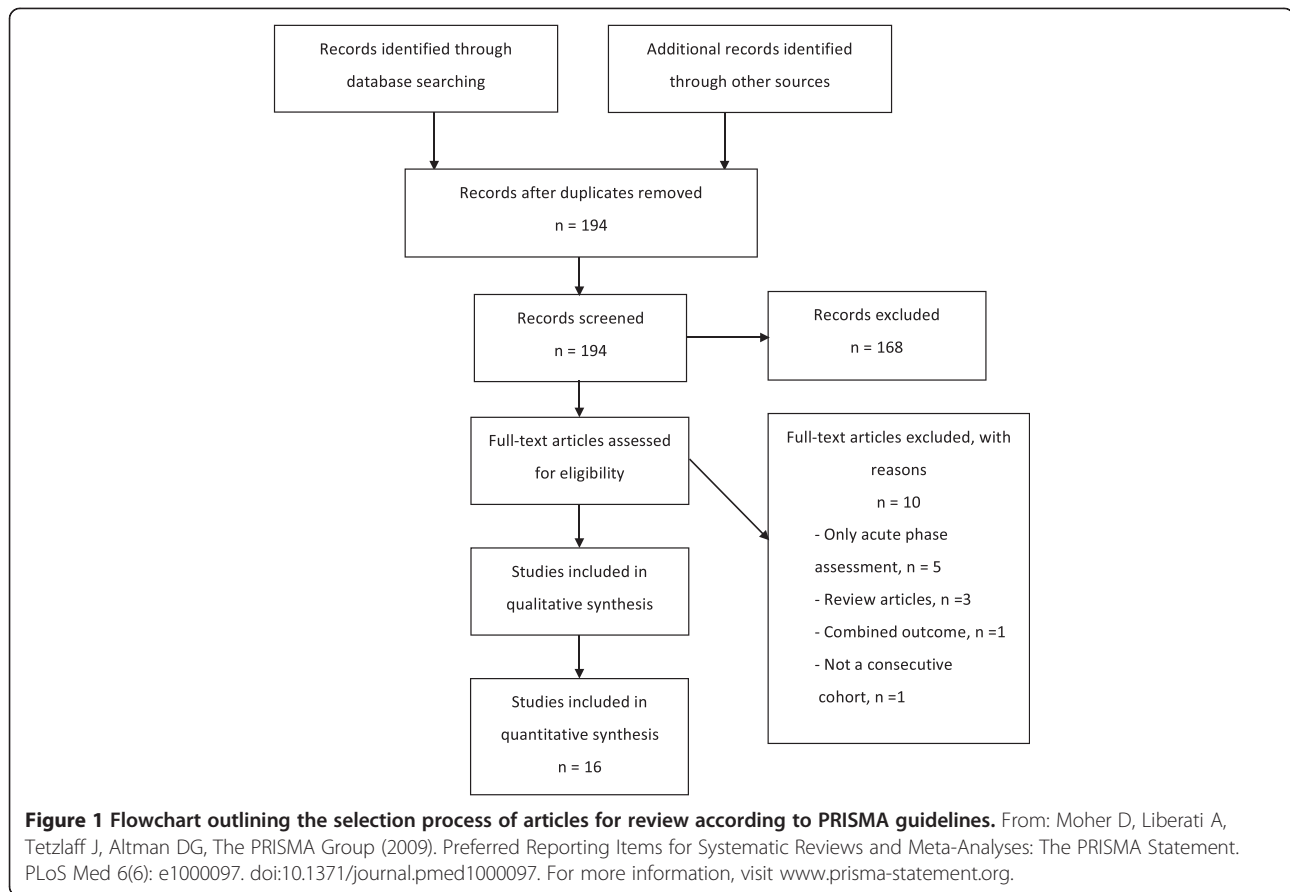 Records identified through
database searching
Additional records identified
through other sources
Records after duplicates removed
n = 194
Records screened
n = 194
Records excluded
n = 168
Full-text articles assessed
for eligibility
Full-text articles excluded, with
reasons
n = 10
- Only acute phase
assessment, n = 5
- Review articles, n =3
- Combined outcome, n =1
- Not a consecutive
cohort, n =1
Studies included in
qualitative synthesis
Studies included in
quantitative synthesis
n = 16
Figure 1 Flowchart outlining the selection process of articles for review according to PRISMA guidelines. From: Moher D, Liberati A,
Tetzlaff J, Altman DG, The PRISMA Group (2009). Preferred Reporting Items for Systematic Reviews and Meta-Analyses: The PRISMA Statement.
PLoS Med 6(6): e1000097. doi:10.1371/journal.pmed1000097. For more information, visit www.prisma-statement.org.